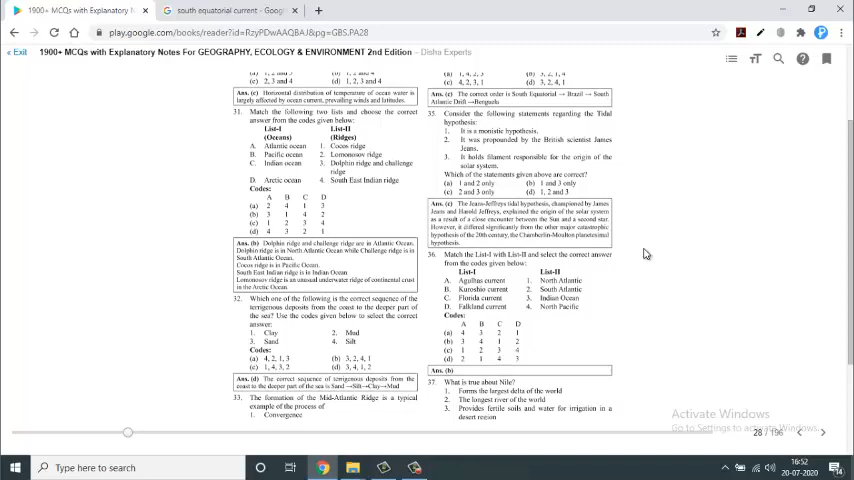 1900+ MCQs with Explanatory N
south equatorial current - Googl
play.google.com/books/reader?id=RzyPDwAAQBAJ&pg=GBS.PA28
Exit
1900+ MCQs with Explanatory Notes For GEOGRAPHY, ECOLOGY & ENVIRONMENT 2nd Edition - Disha Experts
(a) 1, 2 and 3 (b) 1, 2 and 4
(c) 2, 3 and 4 (d) 1, 2, 3 and 4
Ans. (c) Horizontal distribution of temperature of ocean water is
largely affected by ocean current, prevailing winds and latitudes.
31. Match the following two lists and choose the correct
answer from the codes given below:
List-I List-II
(Oceans) (Ridges)
A. Atlantic ocean 1. Cocos ridge
B. Pacific ocean 2. Lomonosov ridge
C. Indian ocean 3. Dolphin ridge and challenge
ridge
D. Arctic ocean 4. South East Indian ridge
Codes:
A B C D
(a) 2 4 1 3
(b) 3 1 4 2
(c) 1 2 3 4
(d) 4 3 2 1
Ans. (b) Dolphin ridge and challenge ridge are in Atlantic Ocean.
Dolphin ridge is in North Atlantic Ocean while Challenge ridge is in
South Atlantic Ocean.
Cocos ridge is in Pacific Ocean.
South East Indian ridge is in Indian Ocean.
Lomonosov ridge is an unusual underwater ridge of continental crust
in the Arctic Ocean.
32. Which one of the following is the correct sequence of the
terrigenous deposits from the coast to the deeper part of
the sea? Use the codes given below to select the correct
answer:
1. Clay 2. Mud
3. Sand 4. Silt
Codes:
(a) 4, 2, 1, 3 (b) 3, 2, 4, 1
(c) 1, 4, 3, 2 (d) 3, 4, 1, 2
Ans. (d) The correct sequence of terrigenous deposits from the
coast to the deeper part of the sea is Sand →Silt→Clay→Mud
33. The formation of the Mid-Atlantic Ridge is a typical
example of the process of
1. Convergence
(a) 1, 4, 2, 3 (b) 3, 2, 1, 4
(c) 4, 2, 3, 1 (d) 3, 2, 4, 1
Ans. (c) The correct order is South Equatorial → Brazil → South
Atlantic Drift →Benguela.
35. Consider the following statements regarding the Tidal
hypothesis:
1. It is a monistic hypothesis.
2. It was propounded by the British scientist James
Jeans.
3. It holds filament responsible for the origin of the
solar system.
Which of the statements given above are correct?
(a) 1 and 2 only (b) 1 and 3 only
(c) 2 and 3 only (d) 1, 2 and 3
Ans. (c) The Jeans-Jeffreys tidal hypothesis, championed by James
Jeans and Harold Jeffreys, explained the origin of the solar system
as a result of a close encounter between the Sun and a second star.
However, it differed significantly from the other major catastrophic
hypothesis of the 20th century, the Chamberlin-Moulton planetesimal
hypothesis.
36. Match the List-I with List-II and select the correct answer
from the codes given below:
List-I List-II
A. Agulhas current 1. North Atlantic
B. Kuroshio current 2. South Atlantic
C. Florida current 3. Indian Ocean
D. Falkland current 4. North Pacific
Codes:
A B C D
(a) 4 3 2 1
(b) 3 4 1 2
(c) 1 2 3 4
(d) 2 1 4 3
Ans. (b)
37. What is true about Nile?
1. Forms the largest delta of the world
2. The largest river of the world
3. Provides fertile soils and water for irrigation in a
desert region
Activate Windows
Go to Settings to activate Windows.
28 / 196
Type here to search
16:52
20-07-2020
14